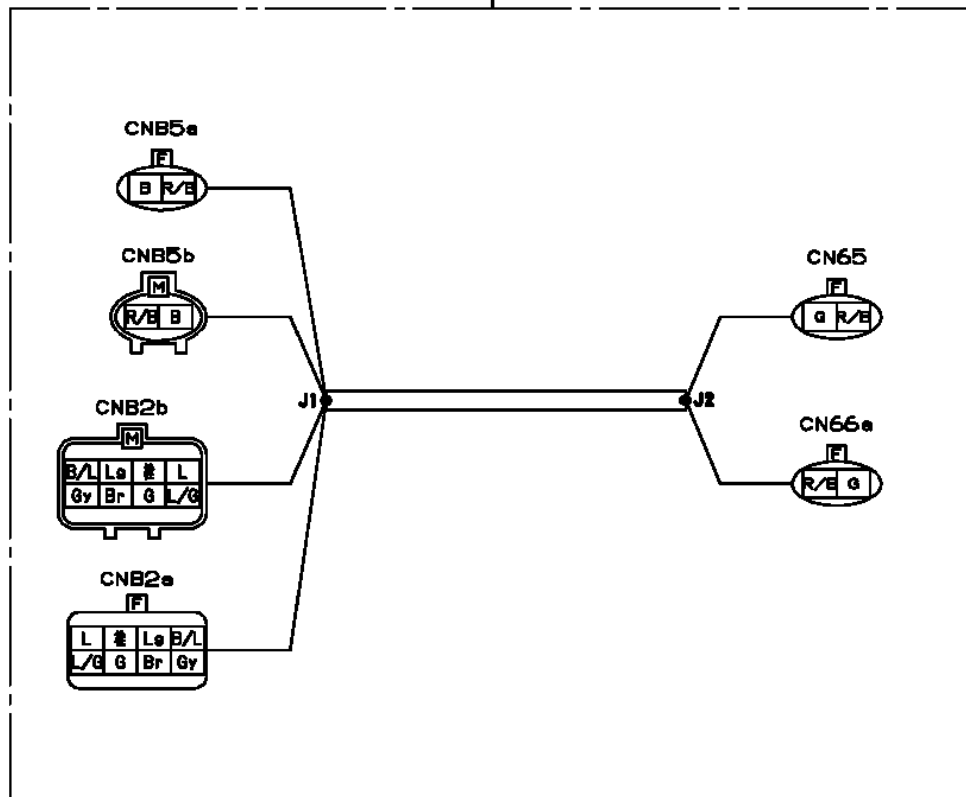 CNB5a
F
B R/B
CNB5b
M
R/B B
CNB2b
M
B/L Lg L
Gy Br G L/G
CNB2a
F
L Lg B/L
L/G G Br Gy
J1
J2
CN65
F
G R/B
CN66a
F
R/B G